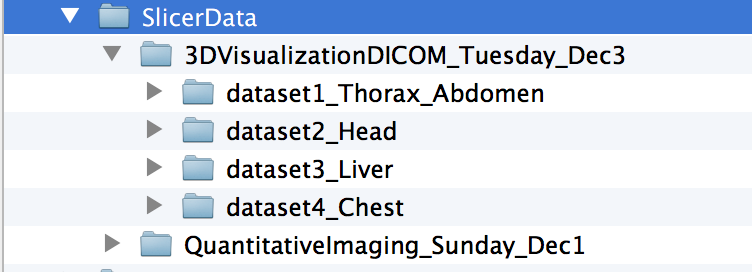 SlicerData
3DVisualizationDICOM_Tuesday_Dec3
dataset1_Thorax_Abdomen
dataset2_Head
dataset3_Liver
dataset4_Chest
QuantitativeImaging_Sunday_Dec1